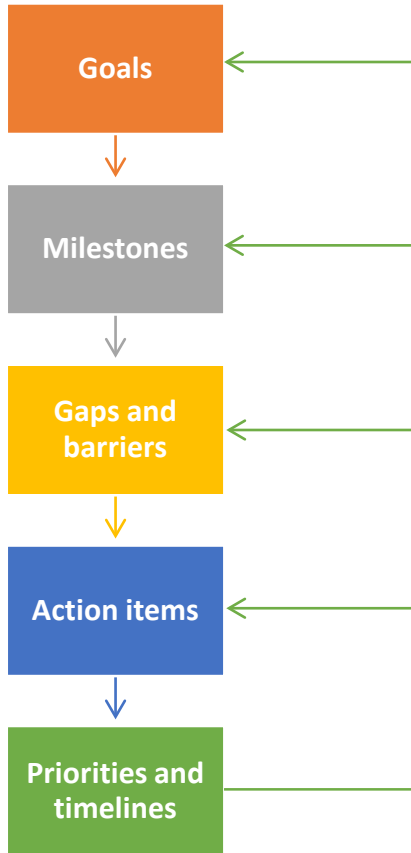 Goals
Milestones
Gaps and
barriers
Action items
Priorities and
timelines